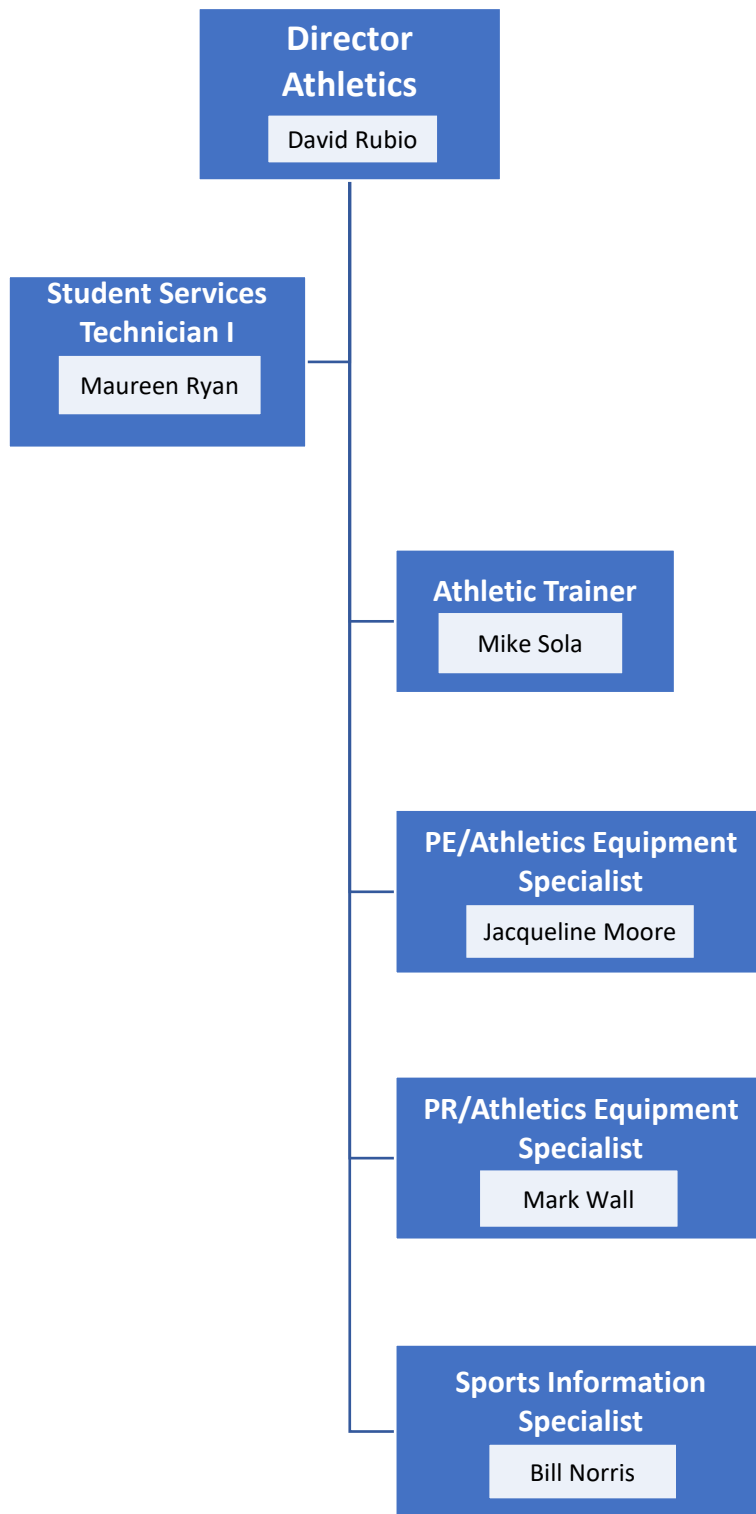 Director
Athletics
David Rubio
Student Services
Technician I
Maureen Ryan
Athletic Trainer
Mike Sola
PE/Athletics Equipment
Specialist
Jacqueline Moore
PR/Athletics Equipment
Specialist
Mark Wall
Sports Information
Specialist
Bill Norris